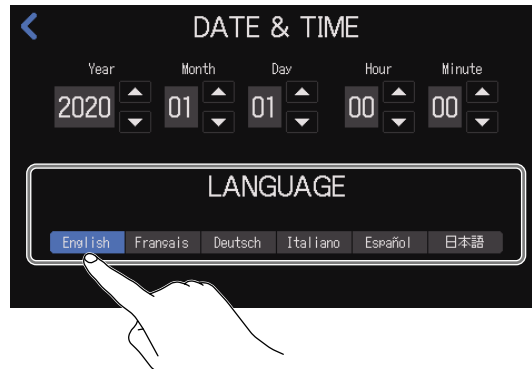 DATE & TIME
Year Month Day Hour Minute
2020 01 01 00 00
LANGUAGE
English Français Deutsch Italiano Español 日本語